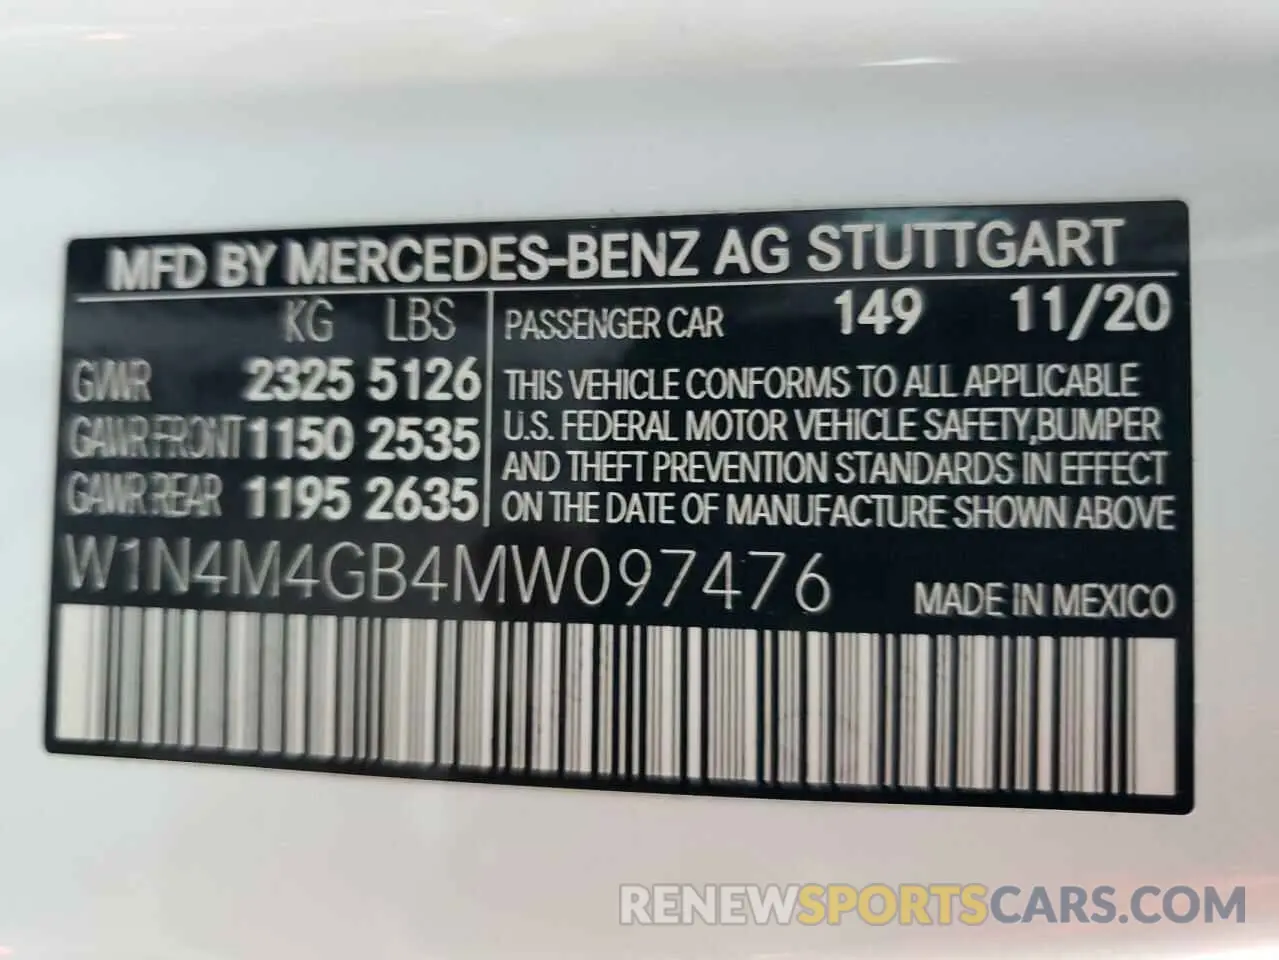 MFD BY MERCEDES-BENZ AG STUTTGART
KG LBS
GVWR 2325 5126
GAWR FRONT 1150 2535
GAWR REAR 1195 2635
PASSENGER CAR 149 11/20
THIS VEHICLE CONFORMS TO ALL APPLICABLE
U.S. FEDERAL MOTOR VEHICLE SAFETY,BUMPER
AND THEFT PREVENTION STANDARDS IN EFFECT
ON THE DATE OF MANUFACTURE SHOWN ABOVE
W1N4M4GB4MW097476
MADE IN MEXICO
RENEWSPORTSCARS.COM